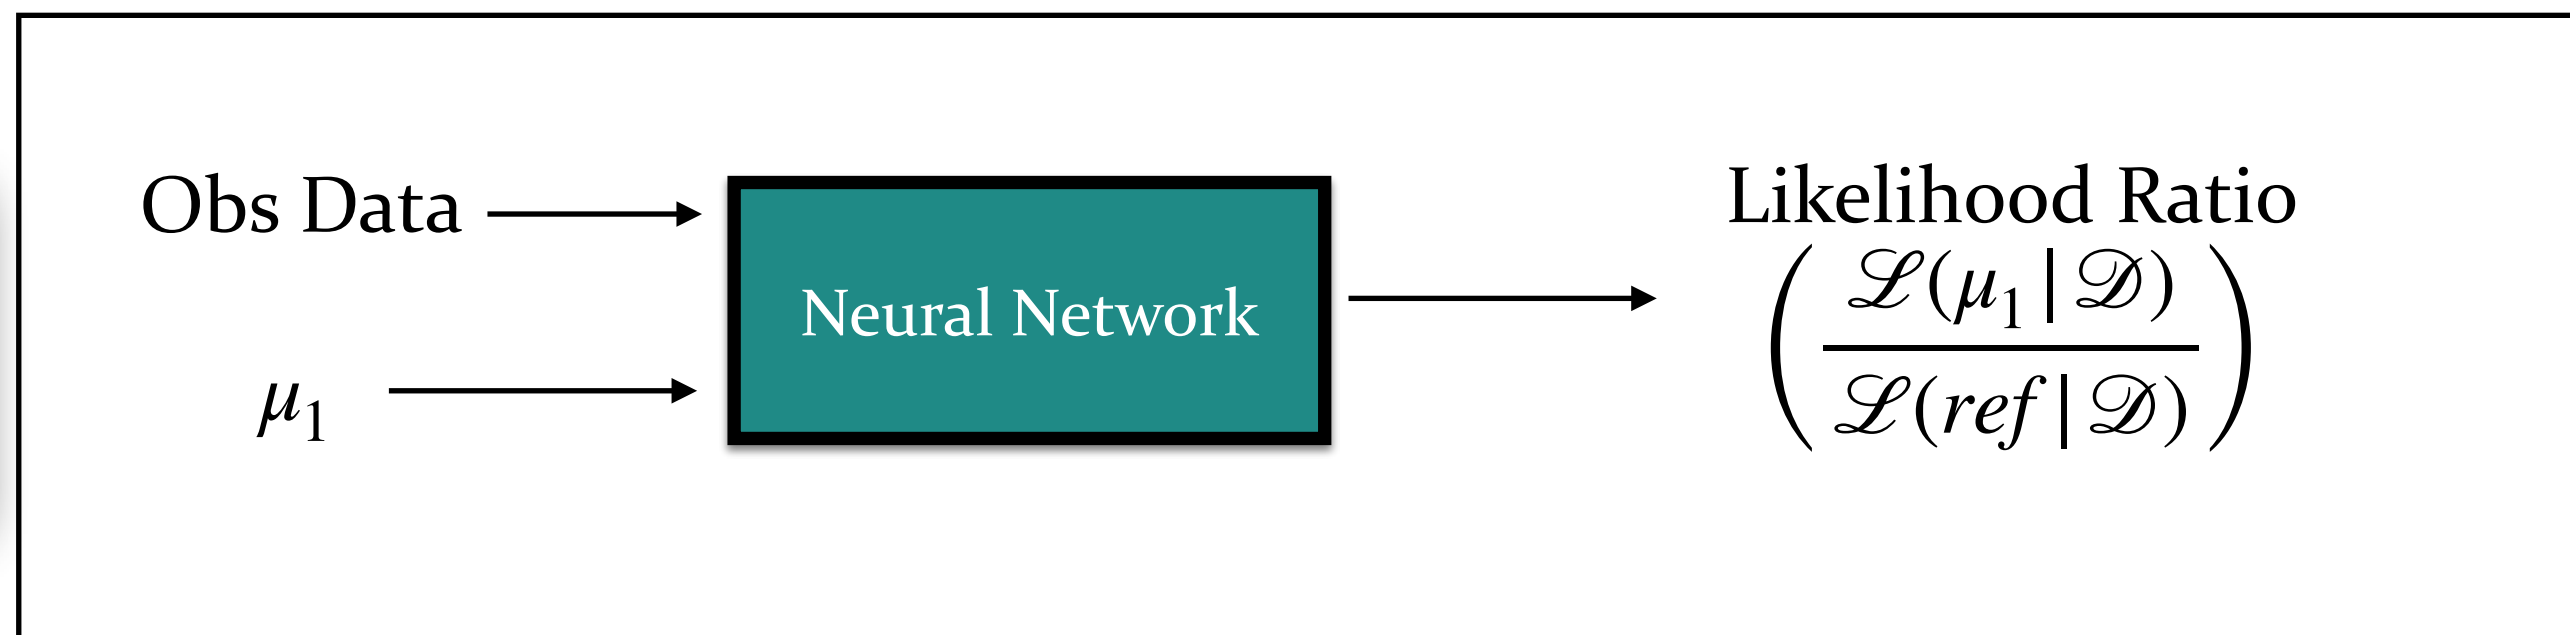 Obs Data
μ₁
Neural Network
Likelihood Ratio
(ℒ(μ₁ | 𝒟)
ℒ(ref | 𝒟))